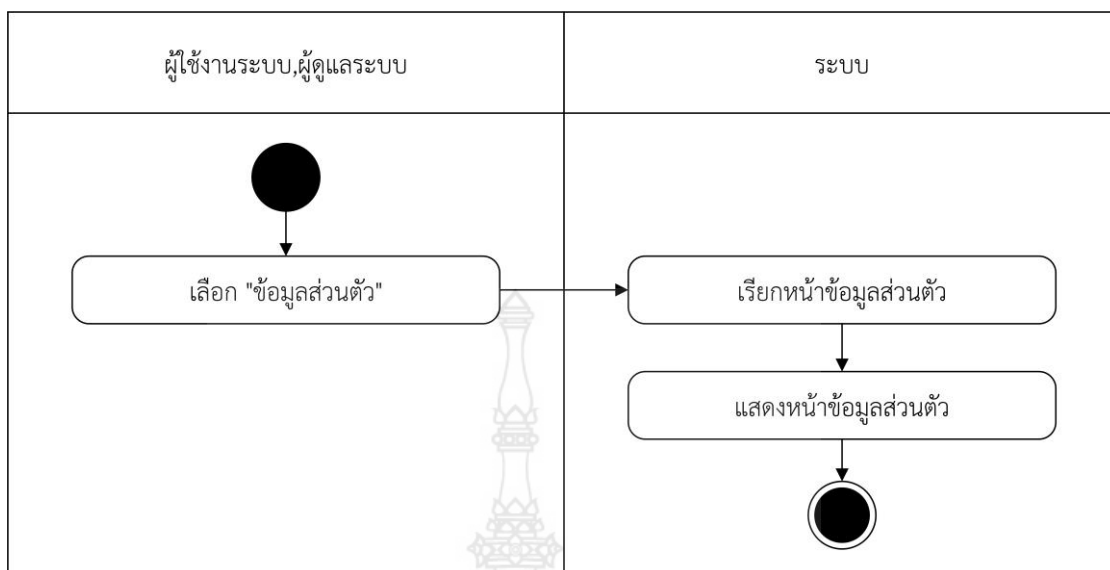 ผู้ใช้งานระบบ,ผู้ดูแลระบบ
ระบบ
เลือก "ข้อมูลส่วนตัว"
เรียกหน้าข้อมูลส่วนตัว
แสดงหน้าข้อมูลส่วนตัว